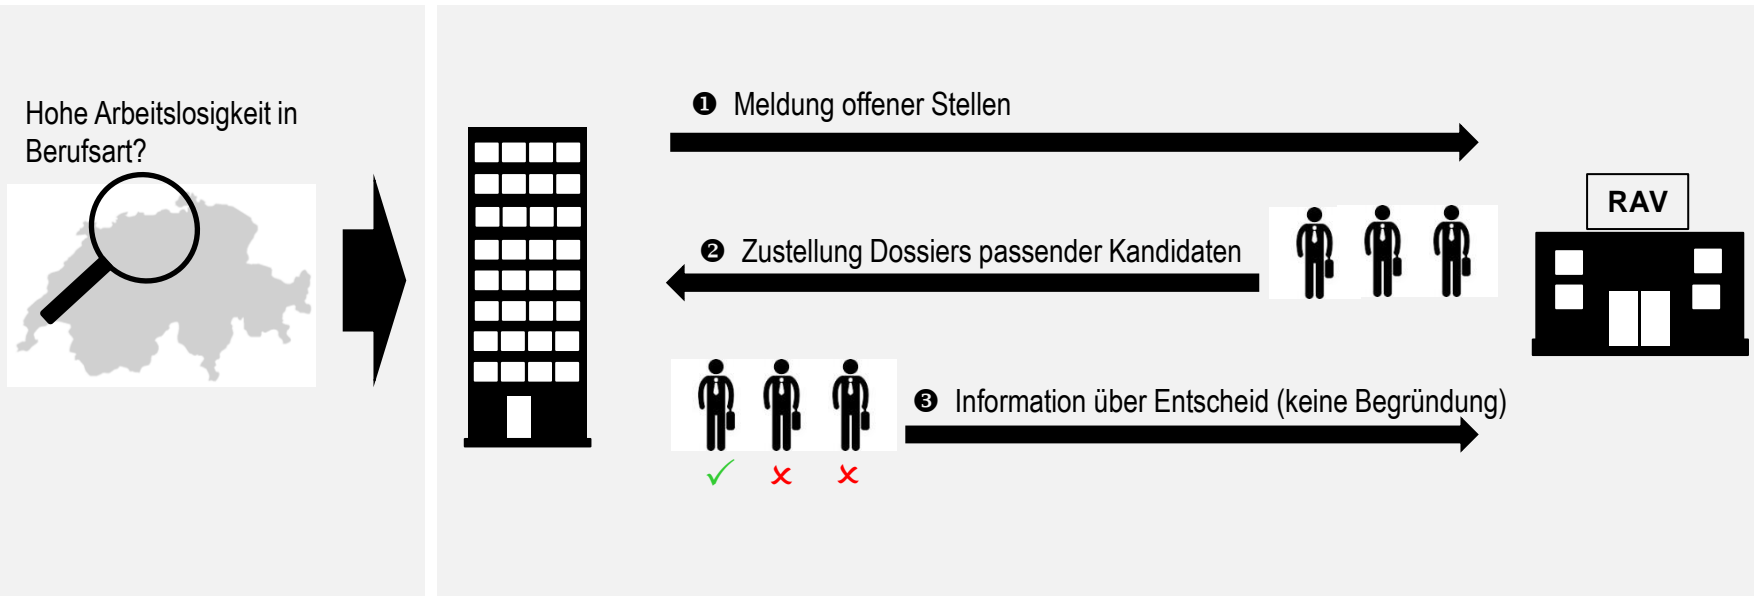 Hohe Arbeitslosigkeit in
Berufsart?
❶ Meldung offener Stellen
RAV
❷ Zustellung Dossiers passender Kandidaten
❸ Information über Entscheid (keine Begründung)